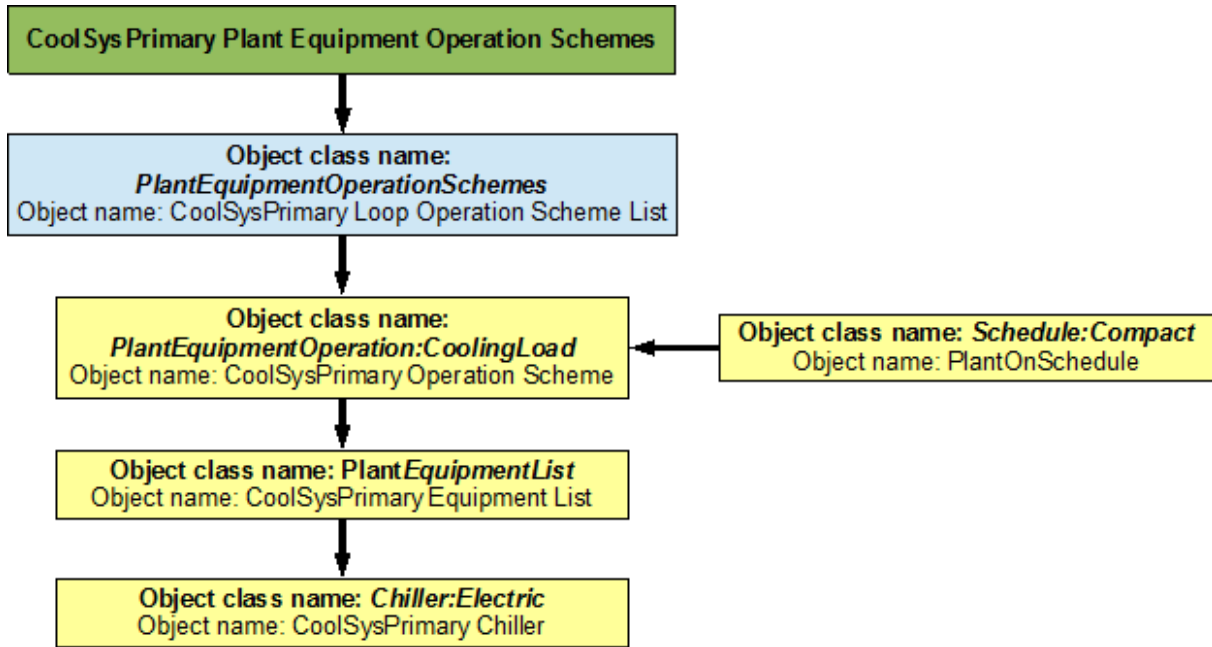 CoolSysPrimary Plant Equipment Operation Schemes
Object class name:
PlantEquipmentOperationSchemes
Object name: CoolSysPrimary Loop Operation Scheme List
Object class name:
PlantEquipmentOperation:CoolingLoad
Object name: CoolSysPrimary Operation Scheme
Object class name: Schedule:Compact
Object name: PlantOnSchedule
Object class name: PlantEquipmentList
Object name: CoolSysPrimary Equipment List
Object class name: Chiller:Electric
Object name: CoolSysPrimary Chiller